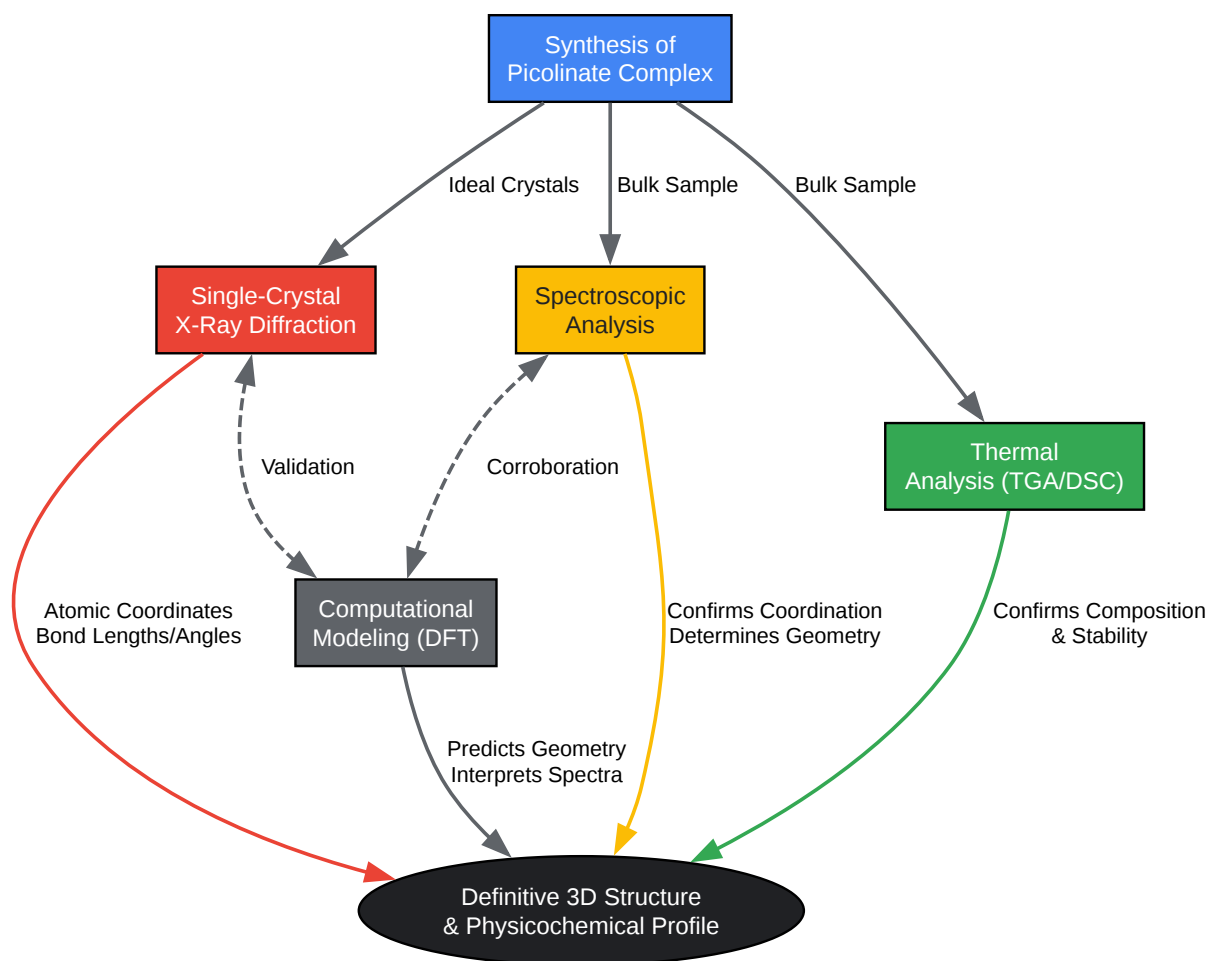 Synthesis of
Picolinate Complex
Ideal Crystals
Bulk Sample
Bulk Sample
Single-Crystal
X-Ray Diffraction
Spectroscopic
Analysis
Thermal
Analysis (TGA/DSC)
Validation
Corroboration
Computational
Modeling (DFT)
Atomic Coordinates
Bond Lengths/Angles
Confirms Coordination
Determines Geometry
Confirms Composition
& Stability
Predicts Geometry
Interprets Spectra
Definitive 3D Structure
& Physicochemical Profile